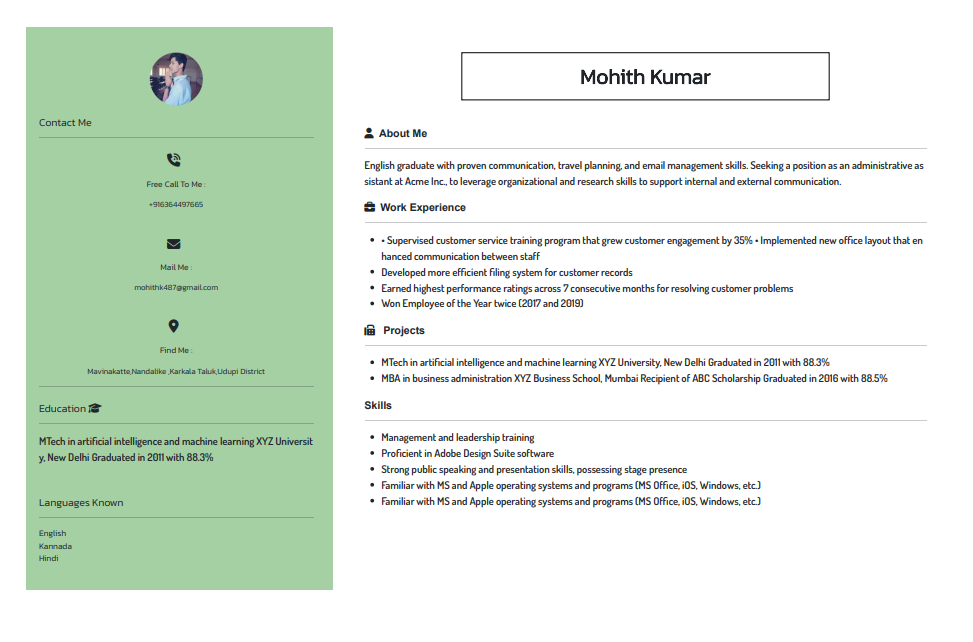 Contact Me
Free Call To Me :
+916364497665
Mail Me :
mohithk487@gmail.com
Find Me :
Mavinakatte,Nandalike ,Karkala Taluk,Udupi District
Education
MTech in artificial intelligence and machine learning XYZ Universit
y, New Delhi Graduated in 2011 with 88.3%
Languages Known
English
Kannada
Hindi
Mohith Kumar
About Me
English graduate with proven communication, travel planning, and email management skills. Seeking a position as an administrative as
sistant at Acme Inc., to leverage organizational and research skills to support internal and external communication.
Work Experience
• • Supervised customer service training program that grew customer engagement by 35% • Implemented new office layout that en
hanced communication between staff
• Developed more efficient filing system for customer records
• Earned highest performance ratings across 7 consecutive months for resolving customer problems
• Won Employee of the Year twice (2017 and 2019)
Projects
• MTech in artificial intelligence and machine learning XYZ University, New Delhi Graduated in 2011 with 88.3%
• MBA in business administration XYZ Business School, Mumbai Recipient of ABC Scholarship Graduated in 2016 with 88.5%
Skills
• Management and leadership training
• Proficient in Adobe Design Suite software
• Strong public speaking and presentation skills, possessing stage presence
• Familiar with MS and Apple operating systems and programs (MS Office, iOS, Windows, etc.)
• Familiar with MS and Apple operating systems and programs (MS Office, iOS, Windows, etc.)